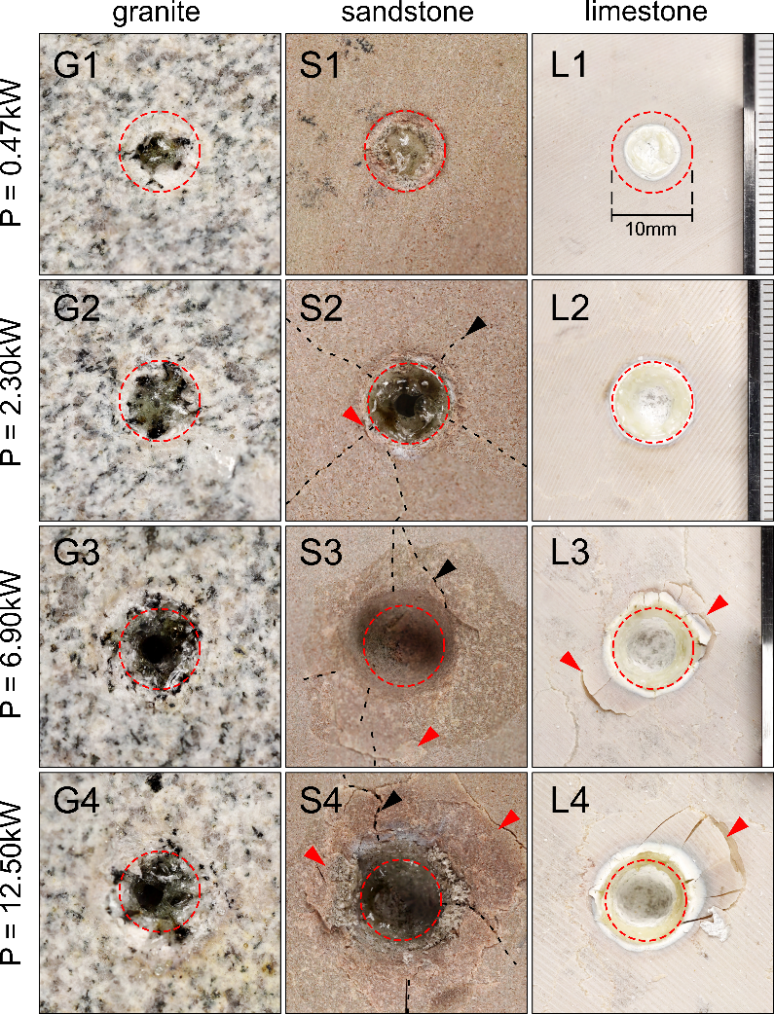 granite sandstone limestone
P = 0.47kW
G1 S1 L1
10mm
P = 2.30kW
G2 S2 L2
P = 6.90kW
G3 S3 L3
P = 12.50kW
G4 S4 L4